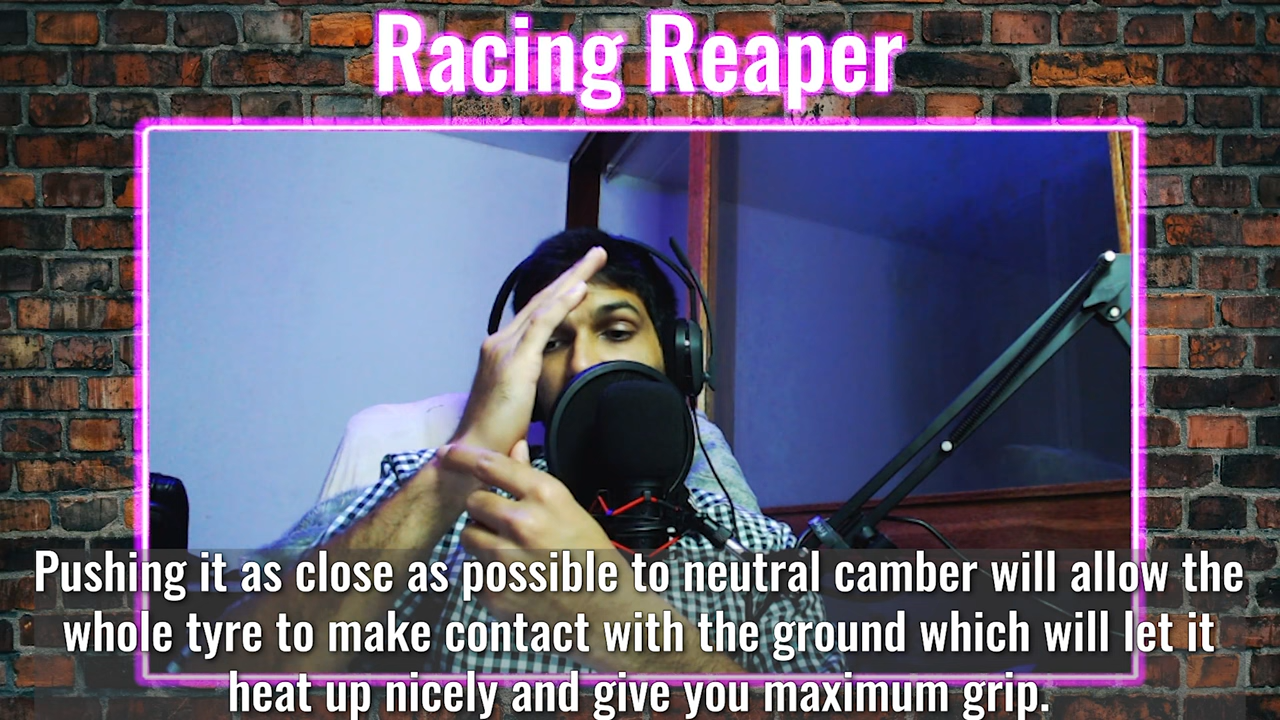 Racing Reaper
Pushing it as close as possible to neutral camber will allow the
whole tyre to make contact with the ground which will let it
heat up nicely and give you maximum grip.